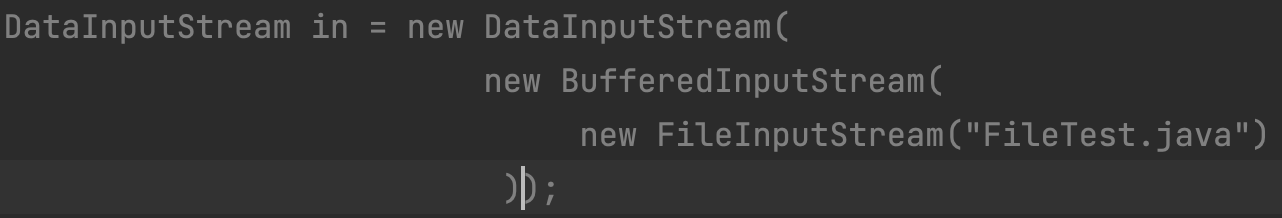 DataInputStream in = new DataInputStream(
new BufferedInputStream(
new FileInputStream("FileTest.java")
));